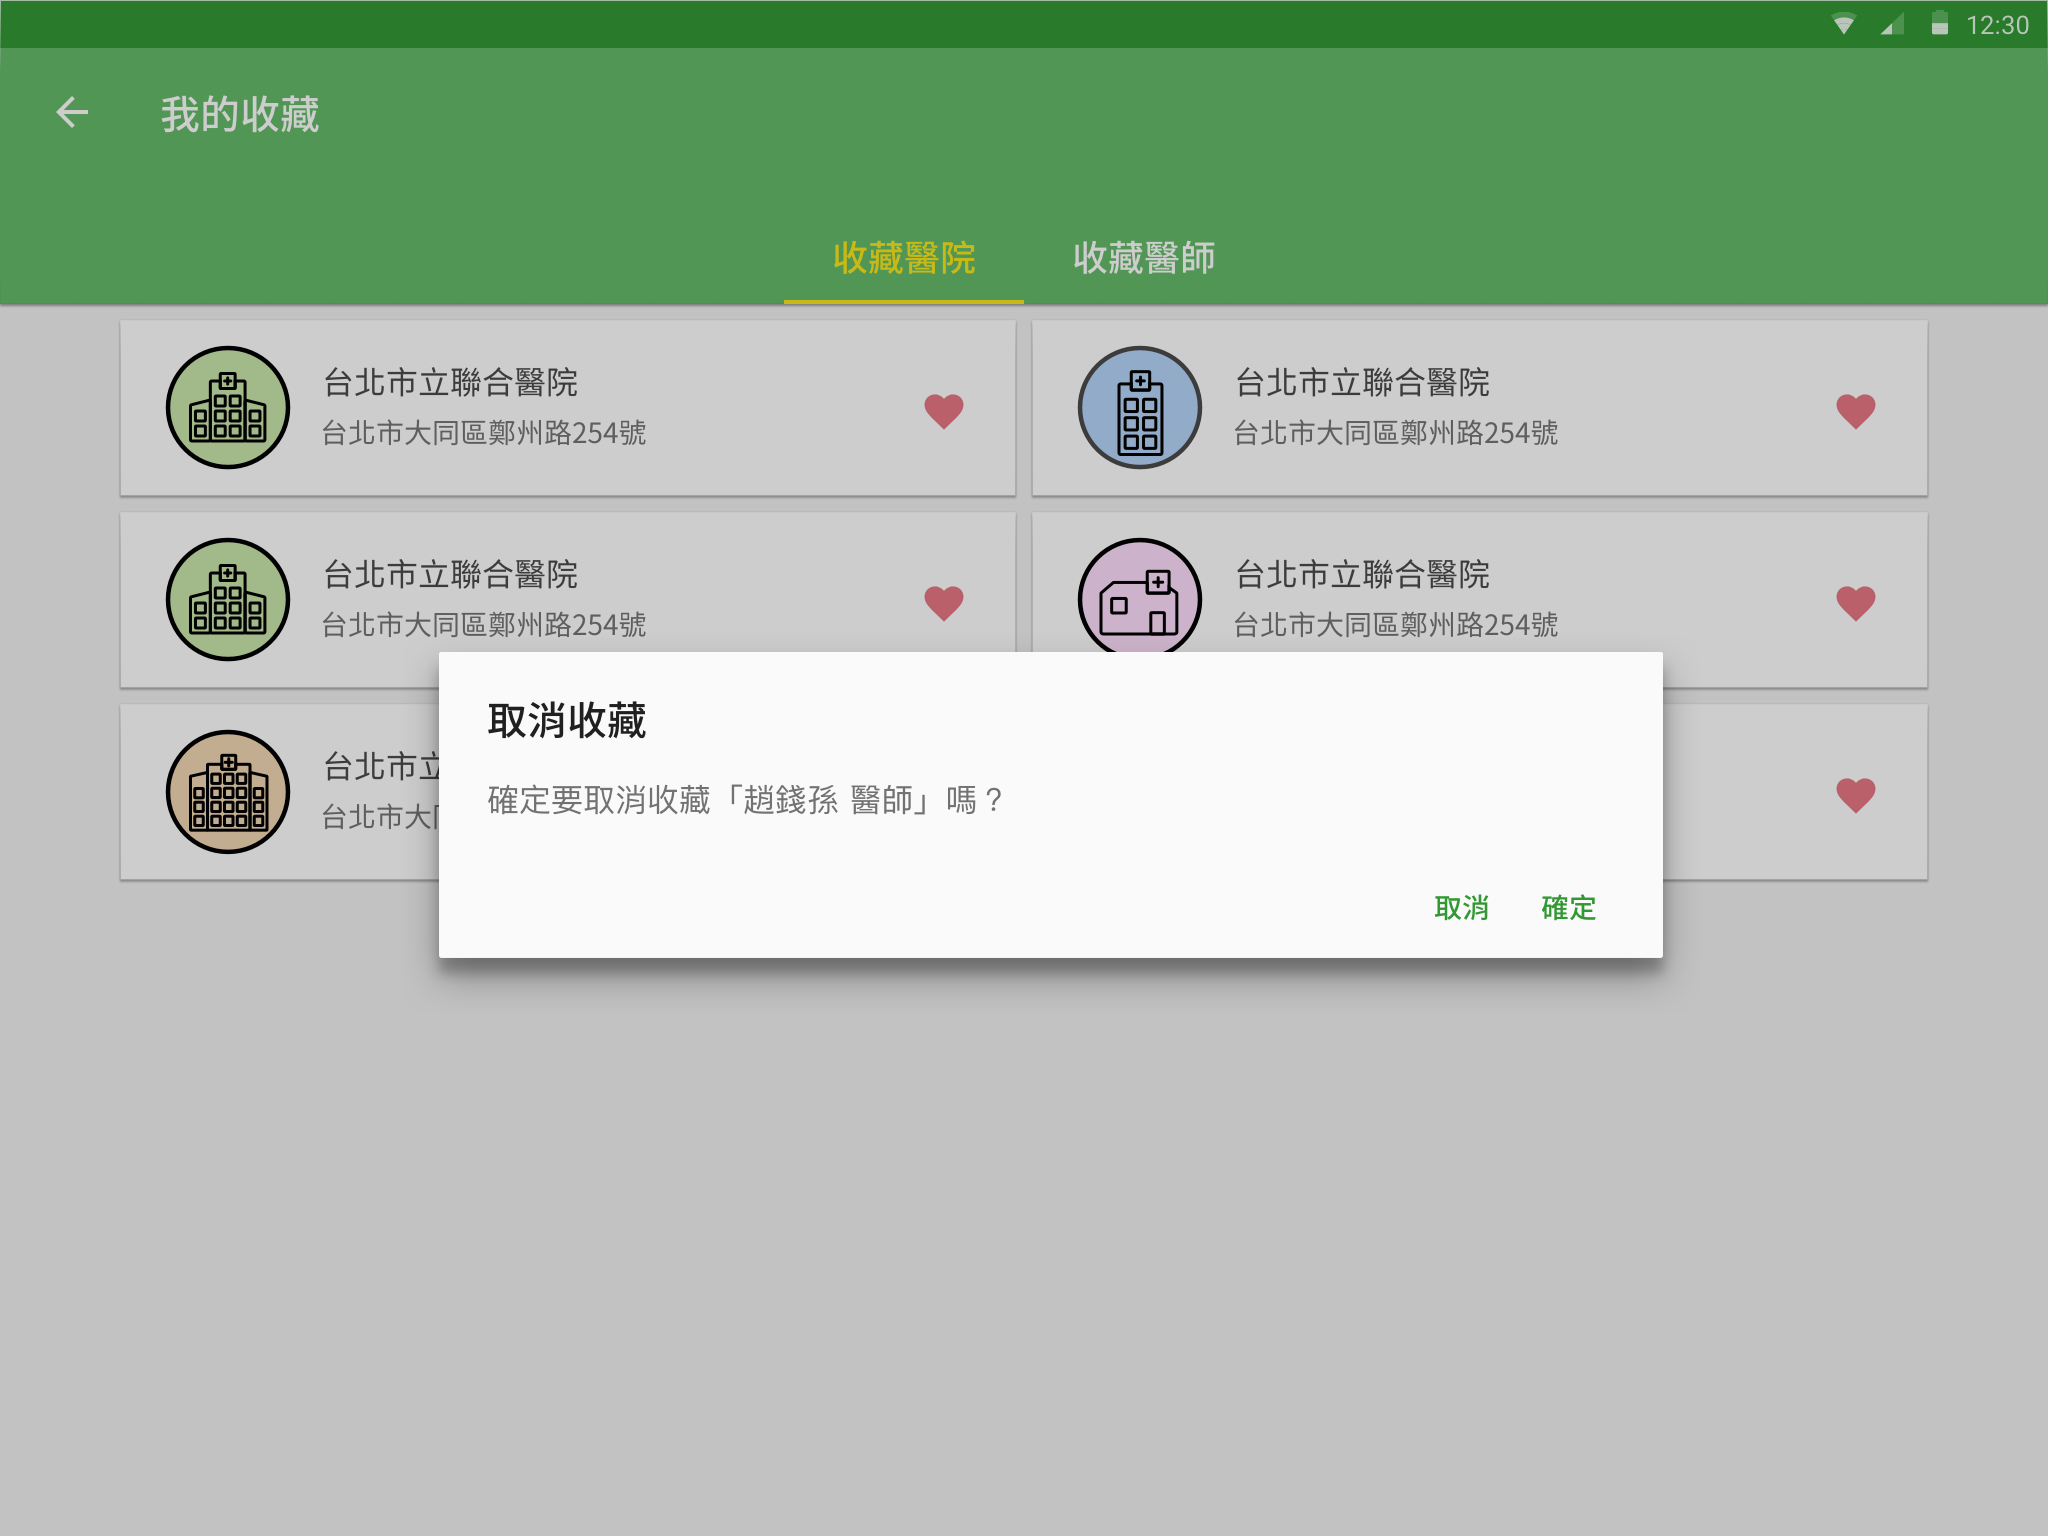 12:30
我的收藏
收藏醫院
收藏醫師
台北市立聯合醫院
台北市大同區鄭州路254號
台北市立聯合醫院
台北市大同區鄭州路254號
台北市立聯合醫院
台北市大同區鄭州路254號
台北市立聯合醫院
台北市大同區鄭州路254號
台北市立
台北市大
取消收藏
確定要取消收藏「趙錢孫 醫師」嗎？
取消
確定